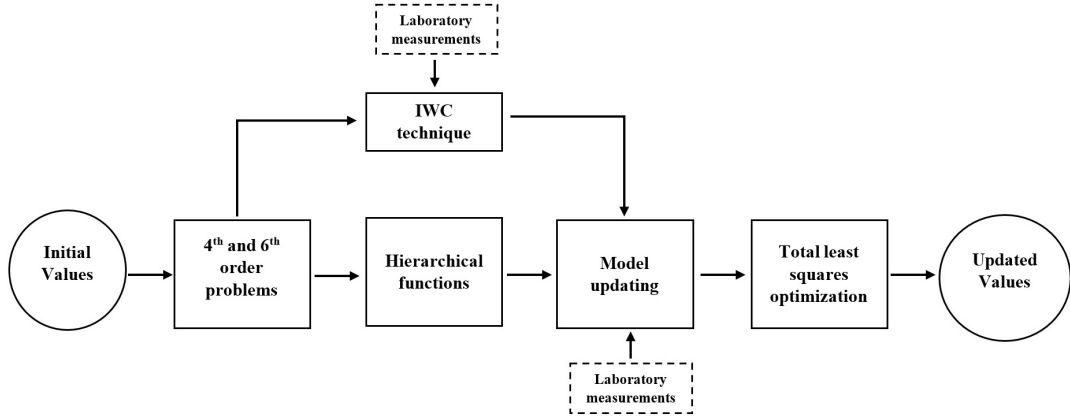 Laboratory
measurements
IWC
technique
Initial
Values
4th and 6th
order
problems
Hierarchical
functions
Model
updating
Total least
squares
optimization
Updated
Values
Laboratory
measurements